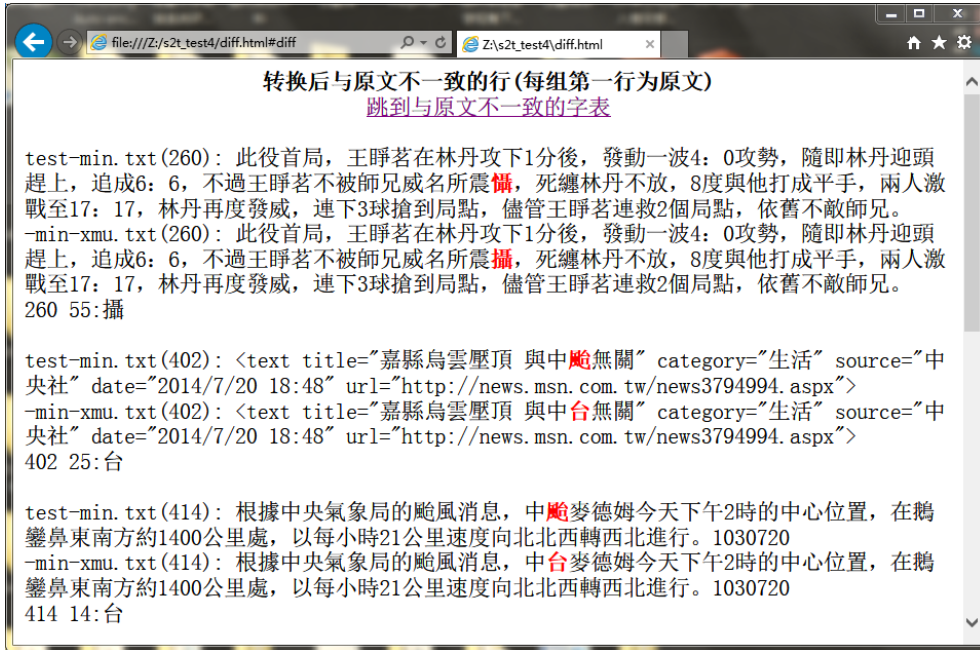 file:///Z:/s2t_test4/diff.html#diff
Z:\s2t_test4\diff.html
转换后与原文不一致的行(每组第一行为原文)
跳到与原文不一致的字表
test-min.txt(260): 此役首局，王睜茗在林丹攻下1分後，發動一波4：0攻勢，隨即林丹迎頭
趕上，追成6：6，不過王睜茗不被師兄威名所震懾，死纏林丹不放，8度與他打成平手，兩人激
戰至17：17，林丹再度發威，連下3球搶到局點，儘管王睜茗連救2個局點，依舊不敵師兄。
-min-xmu.txt(260): 此役首局，王睜茗在林丹攻下1分後，發動一波4：0攻勢，隨即林丹迎頭
趕上，追成6：6，不過王睜茗不被師兄威名所震攝，死纏林丹不放，8度與他打成平手，兩人激
戰至17：17，林丹再度發威，連下3球搶到局點，儘管王睜茗連救2個局點，依舊不敵師兄。
260 55:攝
test-min.txt(402): <text title="嘉縣烏雲壓頂 與中颱無關" category="生活" source="中
央社" date="2014/7/20 18:48" url="http://news.msn.com.tw/news3794994.aspx">
-min-xmu.txt(402): <text title="嘉縣烏雲壓頂 與中台無關" category="生活" source="中
央社" date="2014/7/20 18:48" url="http://news.msn.com.tw/news3794994.aspx">
402 25:台
test-min.txt(414): 根據中央氣象局的颱風消息，中颱麥德姆今天下午2時的中心位置，在鵝
鑾鼻東南方約1400公里處，以每小時21公里速度向北北西轉西北進行。1030720
-min-xmu.txt(414): 根據中央氣象局的颱風消息，中台麥德姆今天下午2時的中心位置，在鵝
鑾鼻東南方約1400公里處，以每小時21公里速度向北北西轉西北進行。1030720
414 14:台